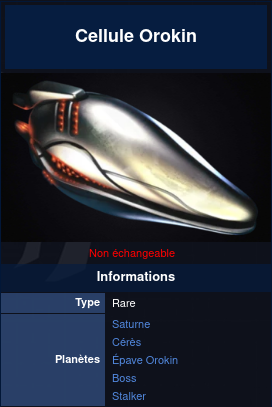 Cellule Orokin
Non échangeable
Informations
Type Rare
Planètes
Saturne
Cérès
Épave Orokin
Boss
Stalker